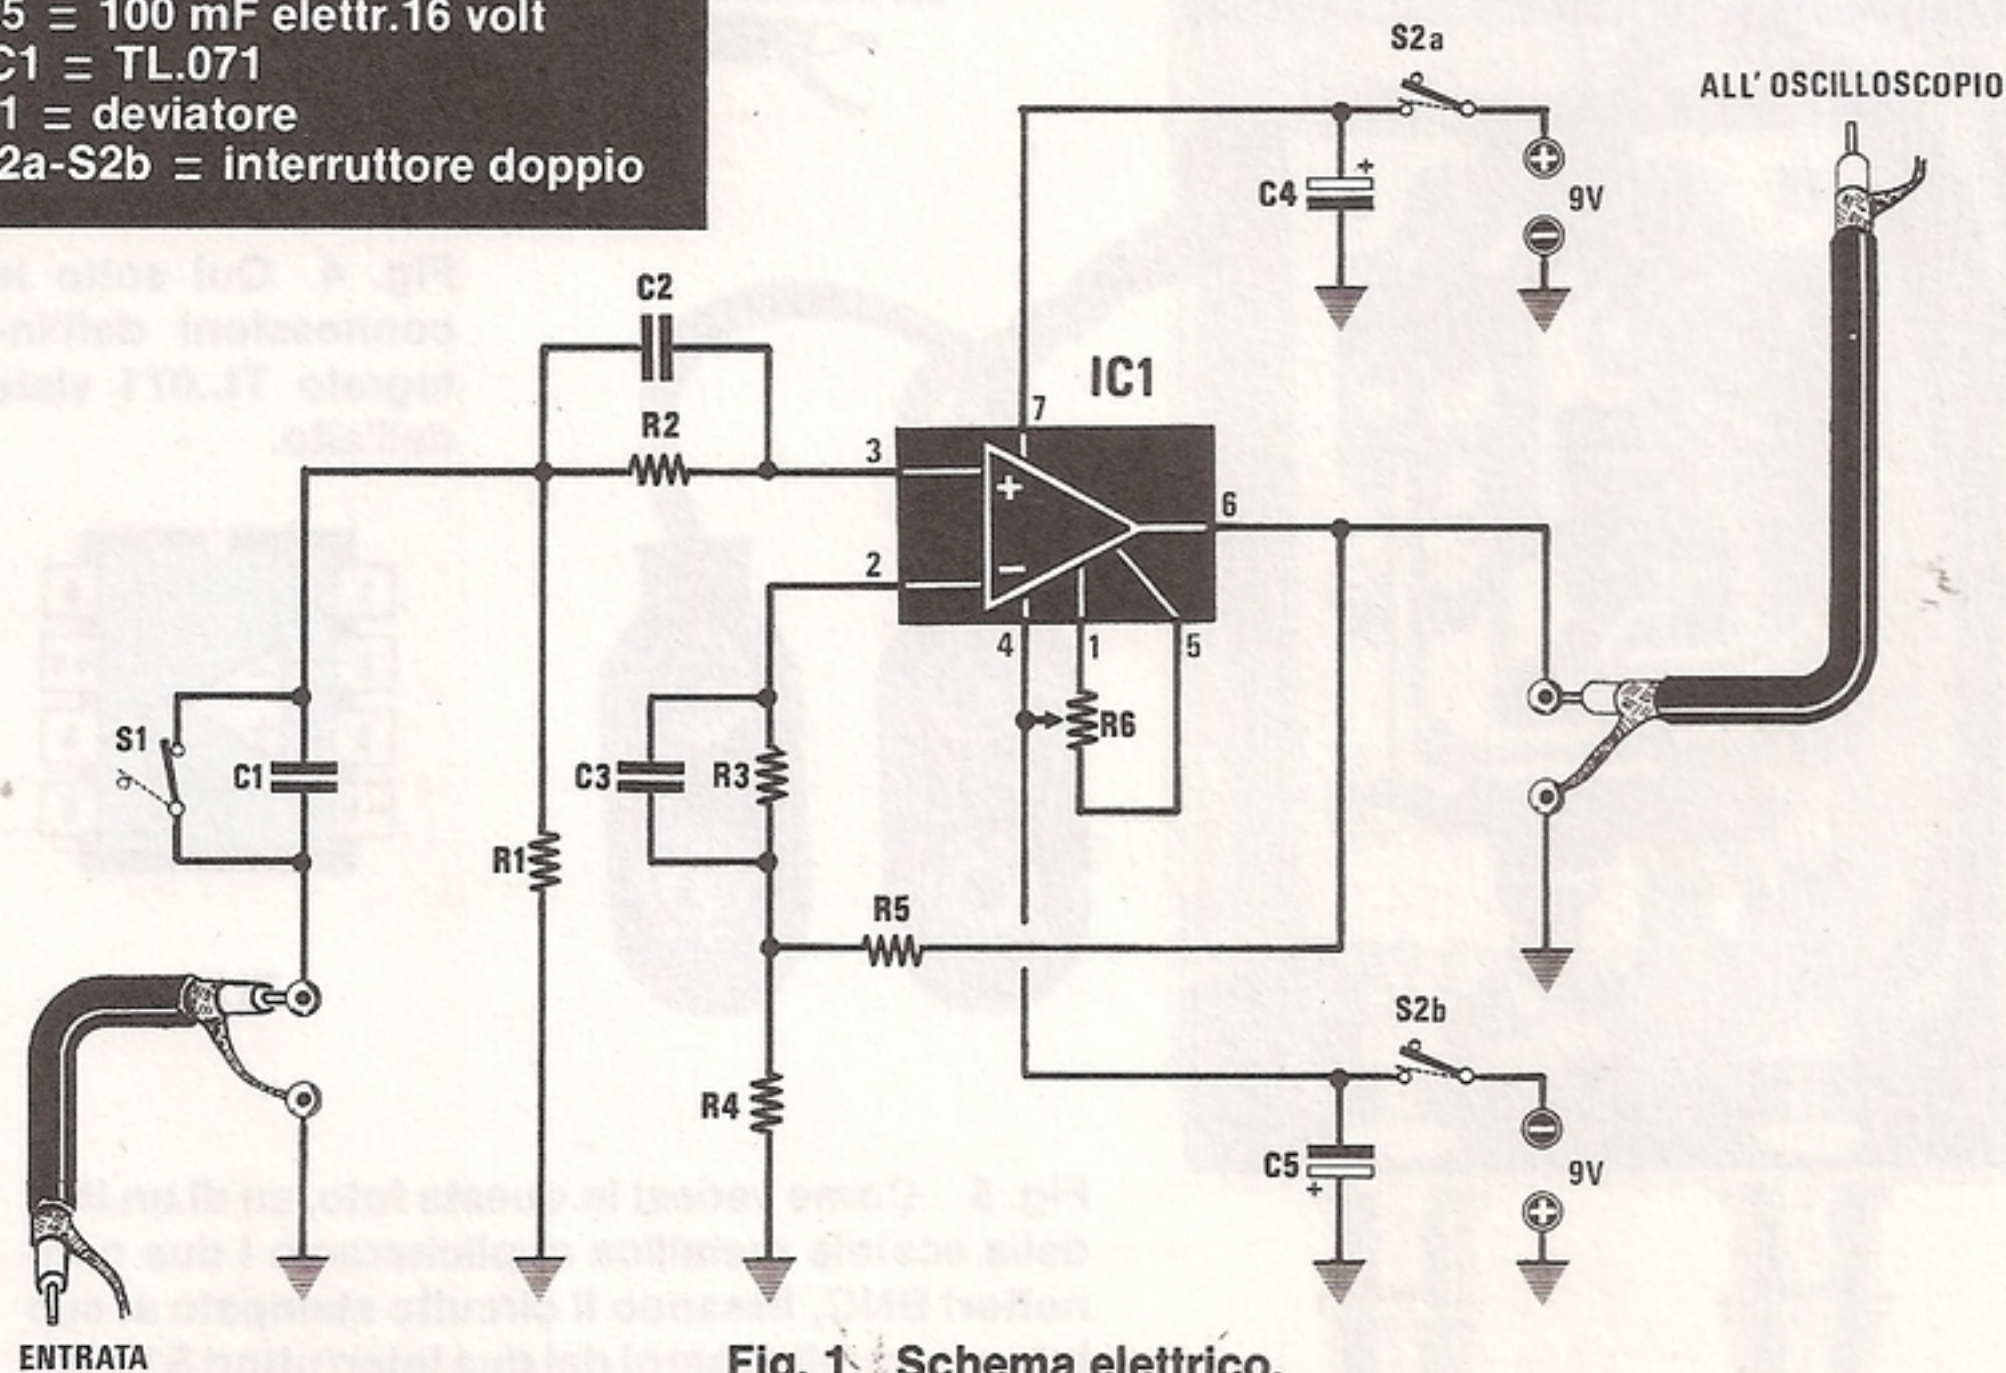 5 = 100 mF elettr.16 volt
C1 = TL.071
1 = deviatore
2a-S2b = interruttore doppio
S2a
ALL' OSCILLOSCOPIO
+
C4
9V
C2
IC1
7
R2
3
+
6
2
−
4
1
5
S1
C1
C3
R3
R6
R1
R5
S2b
R4
C5
+
9V
ENTRATA
Fig. 1 Schema elettrico.